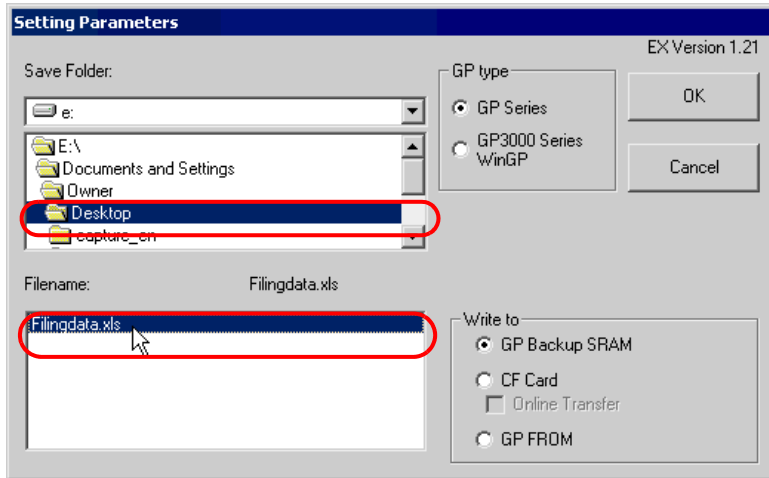 Setting Parameters
EX Version 1.21
Save Folder:
e:
E:\
Documents and Settings
Owner
Desktop
capture_en
GP type
GP Series
GP3000 Series
WinGP
OK
Cancel
Filename:
Filingdata.xls
Filingdata.xls
Write to
GP Backup SRAM
CF Card
Online Transfer
GP FROM